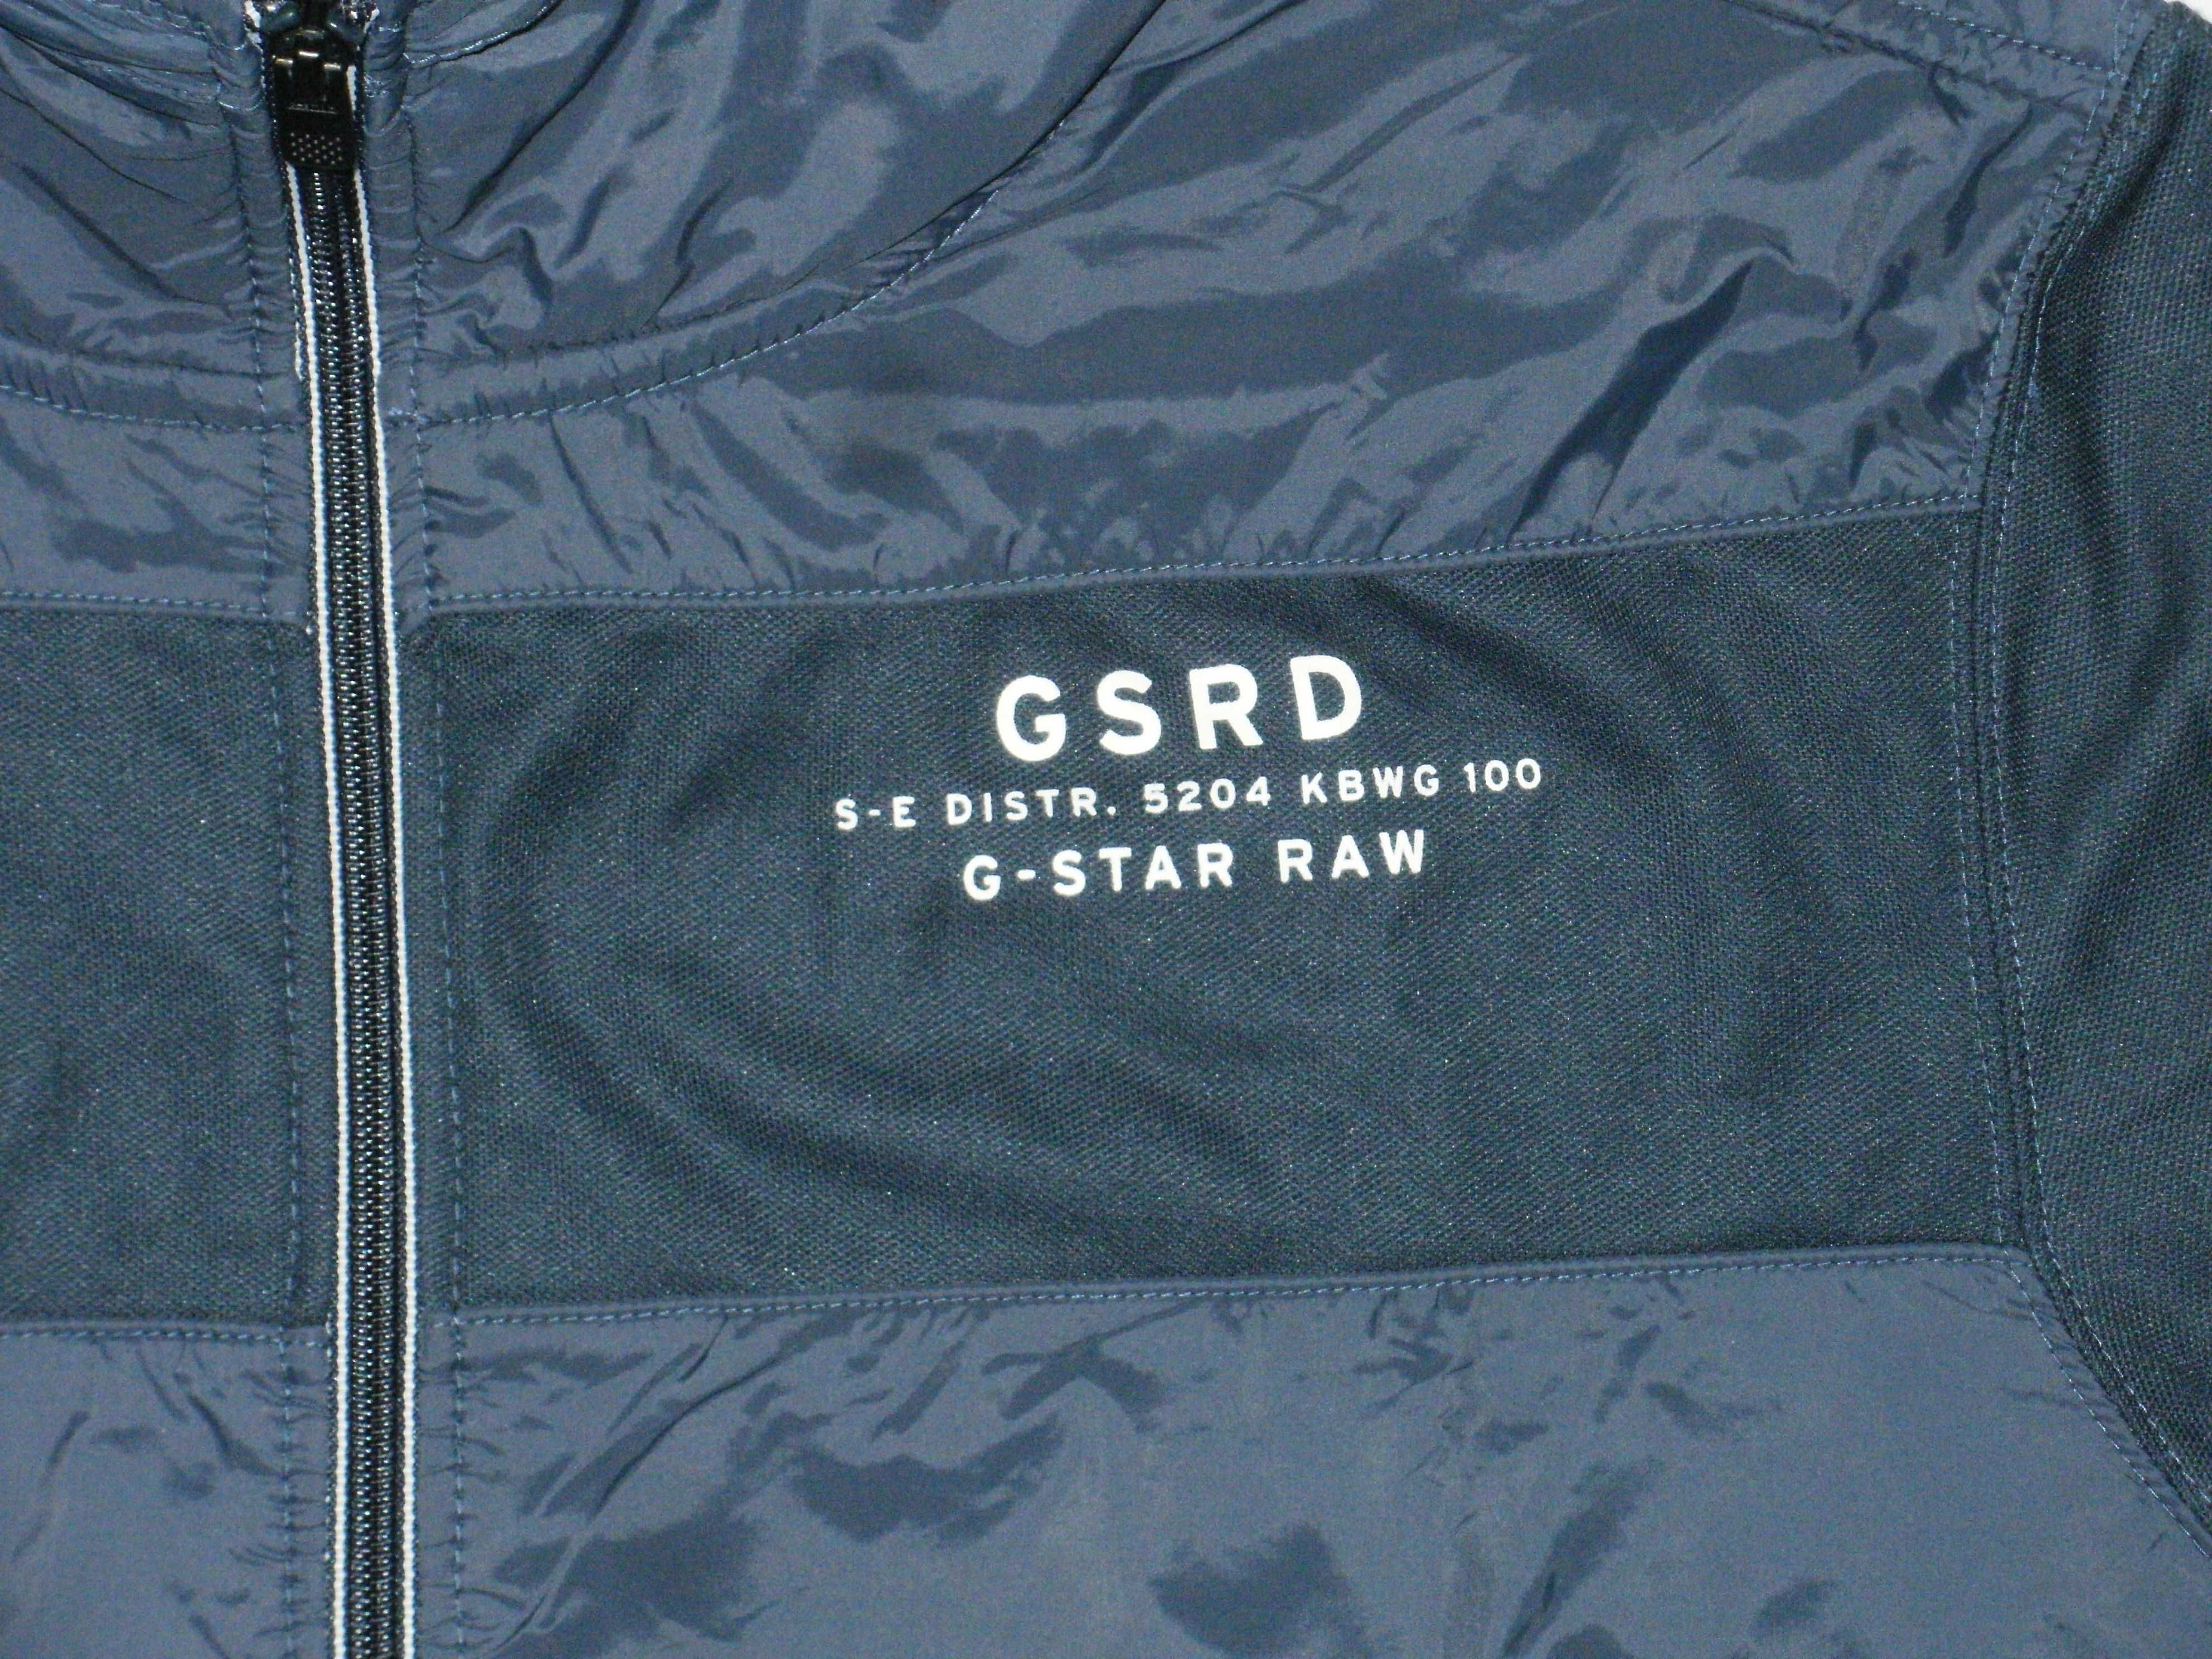 GSRD
S-E DISTR. 5204 KBWG 100
G-STAR RAW